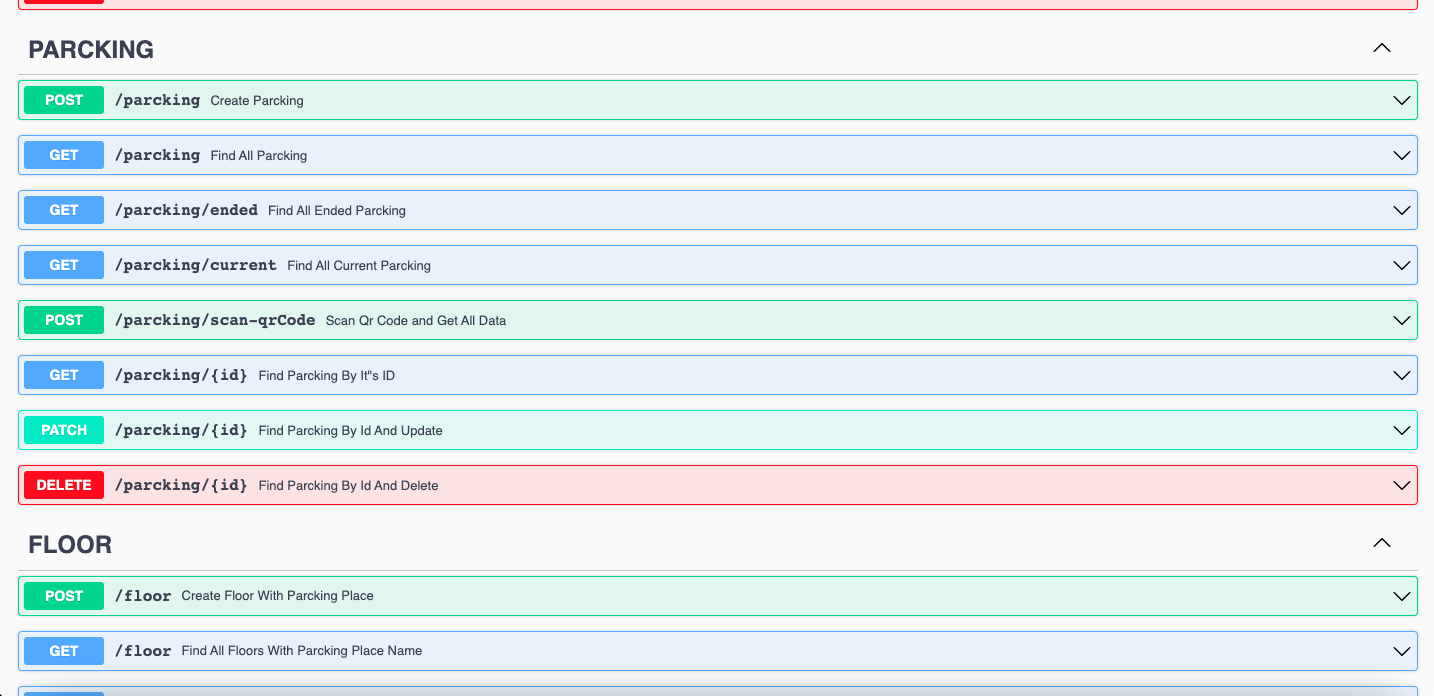 PARCKING
POST /parcking Create Parcking
GET /parcking Find All Parcking
GET /parcking/ended Find All Ended Parcking
GET /parcking/current Find All Current Parcking
POST /parcking/scan-qrCode Scan Qr Code and Get All Data
GET /parcking/{id} Find Parcking By It"s ID
PATCH /parcking/{id} Find Parcking By Id And Update
DELETE /parcking/{id} Find Parcking By Id And Delete
FLOOR
POST /floor Create Floor With Parcking Place
GET /floor Find All Floors With Parcking Place Name